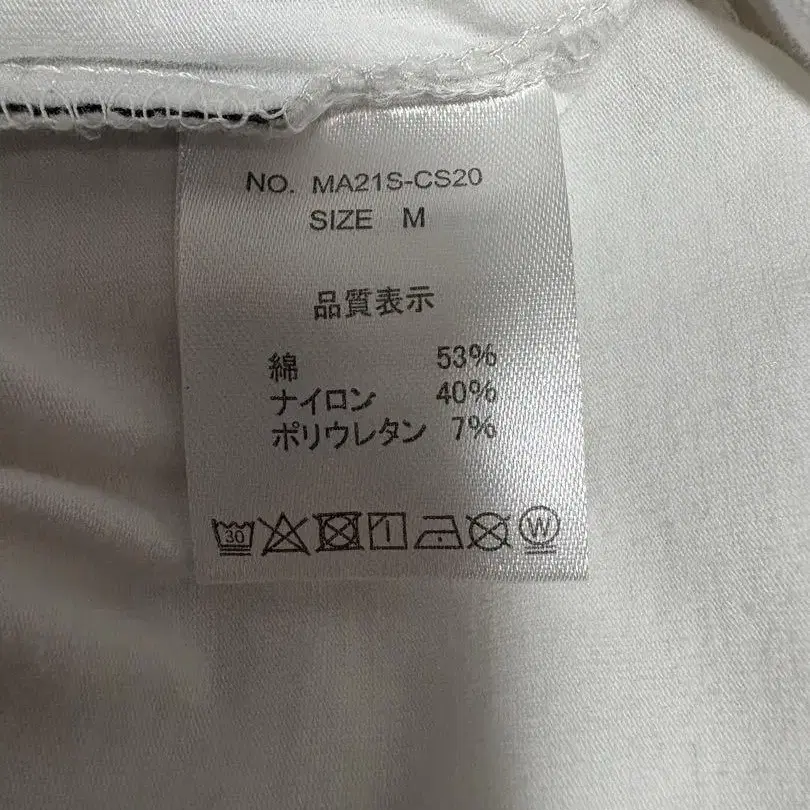 NO. MA21S-CS20
SIZE M
品質表示
綿 53%
ナイロン 40%
ポリウレタン 7%
30 W